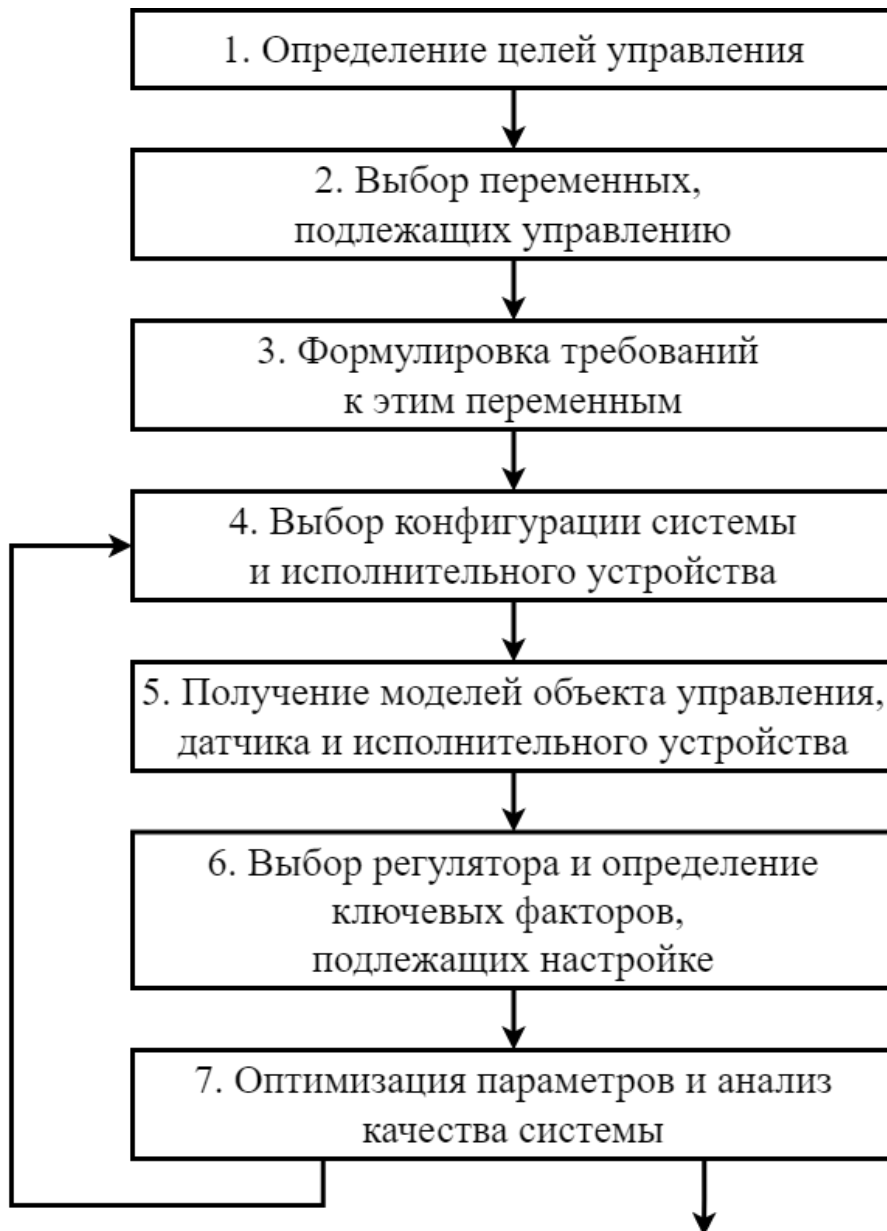 1. Определение целей управления
2. Выбор переменных,
подлежащих управлению
3. Формулировка требований
к этим переменным
4. Выбор конфигурации системы
и исполнительного устройства
5. Получение моделей объекта управления,
датчика и исполнительного устройства
6. Выбор регулятора и определение
ключевых факторов,
подлежащих настройке
7. Оптимизация параметров и анализ
качества системы